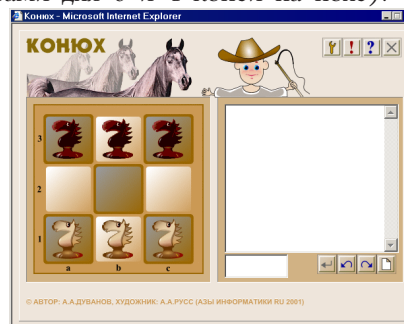 Конюх - Microsoft Internet Explorer
КОНЮХ
3
2
1
a b c
© АВТОР: А.А.ДУВАНОВ, ХУДОЖНИК: А.А.РУСС (АЗЫ ИНФОРМАТИКИ RU 2001)